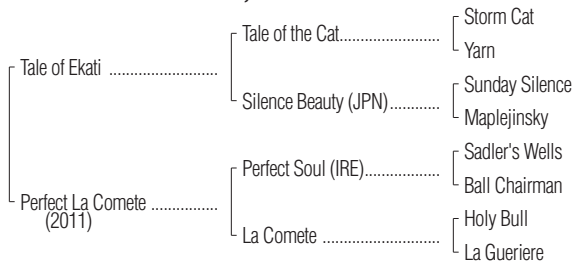 Storm Cat
Tale of the Cat....................
Yarn
Tale of Ekati ......................
Sunday Silence
Silence Beauty (JPN)..........
Maplejinsky
Sadler's Wells
Perfect Soul (IRE)...............
Ball Chairman
Perfect La Comete ..............
(2011)
Holy Bull
La Comete ........................
La Gueriere